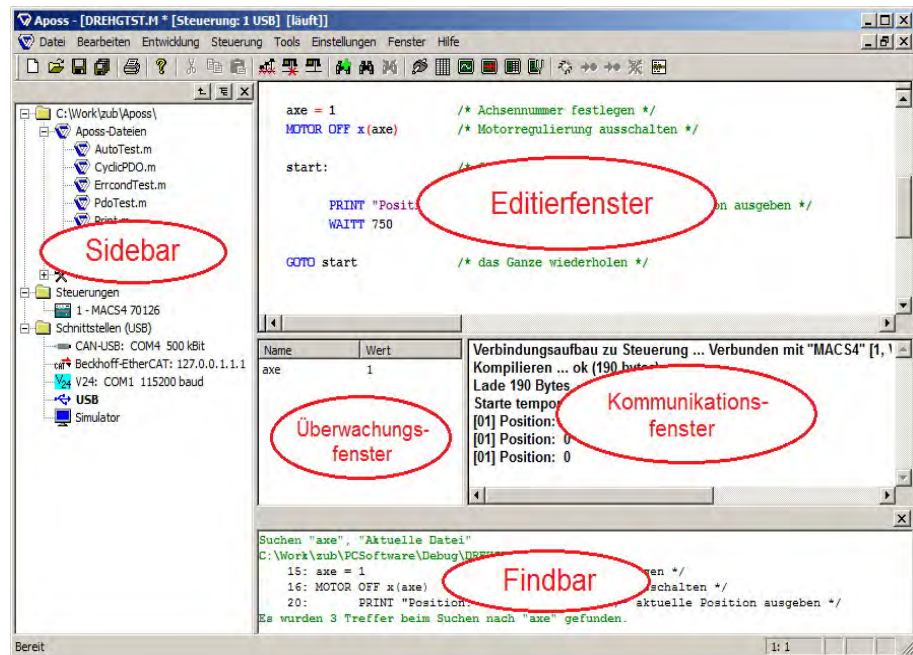 Aposs - [DREHGTST.M * [Steuerung: 1 USB] [läuft]]
Datei Bearbeiten Entwicklung Steuerung Tools Einstellungen Fenster Hilfe
C:\Work\zub\Aposs\
Aposs-Dateien
AutoTest.m
CyclicPDO.m
ErrcondTest.m
PdoTest.m
Print.m
Sidebar
Steuerungen
1 - MACS4 70126
Schnittstellen (USB)
CAN-USB: COM4 500 kBit
Beckhoff-EtherCAT: 127.0.0.1.1.1
V24: COM1 115200 baud
USB
Simulator
axe = 1 /* Achsennummer festlegen */
MOTOR OFF x(axe) /* Motorregulierung ausschalten */
start: /*
PRINT "Positi on ausgeben */
WAITT 750
GOTO start /* das Ganze wiederholen */
Editierfenster
Name Wert
axe 1
Überwachungs-
fenster
Verbindungsaufbau zu Steuerung ... Verbunden mit "MACS4" [1, V
Kompilieren ... ok (190 bytes)
Lade 190 Bytes
Starte tempor
[01] Position:
[01] Position: 0
[01] Position: 0
Kommunikations-
fenster
Suchen "axe", "Aktuelle Datei"
C:\Work\zub\PCSoftware\Debug\
15: axe = 1 gen */
16: MOTOR OFF x(axe) schalten */
20: PRINT "Position: aktuelle Position ausgeben */
Es wurden 3 Treffer beim Suchen nach "axe" gefunden.
Findbar
Bereit 1: 1